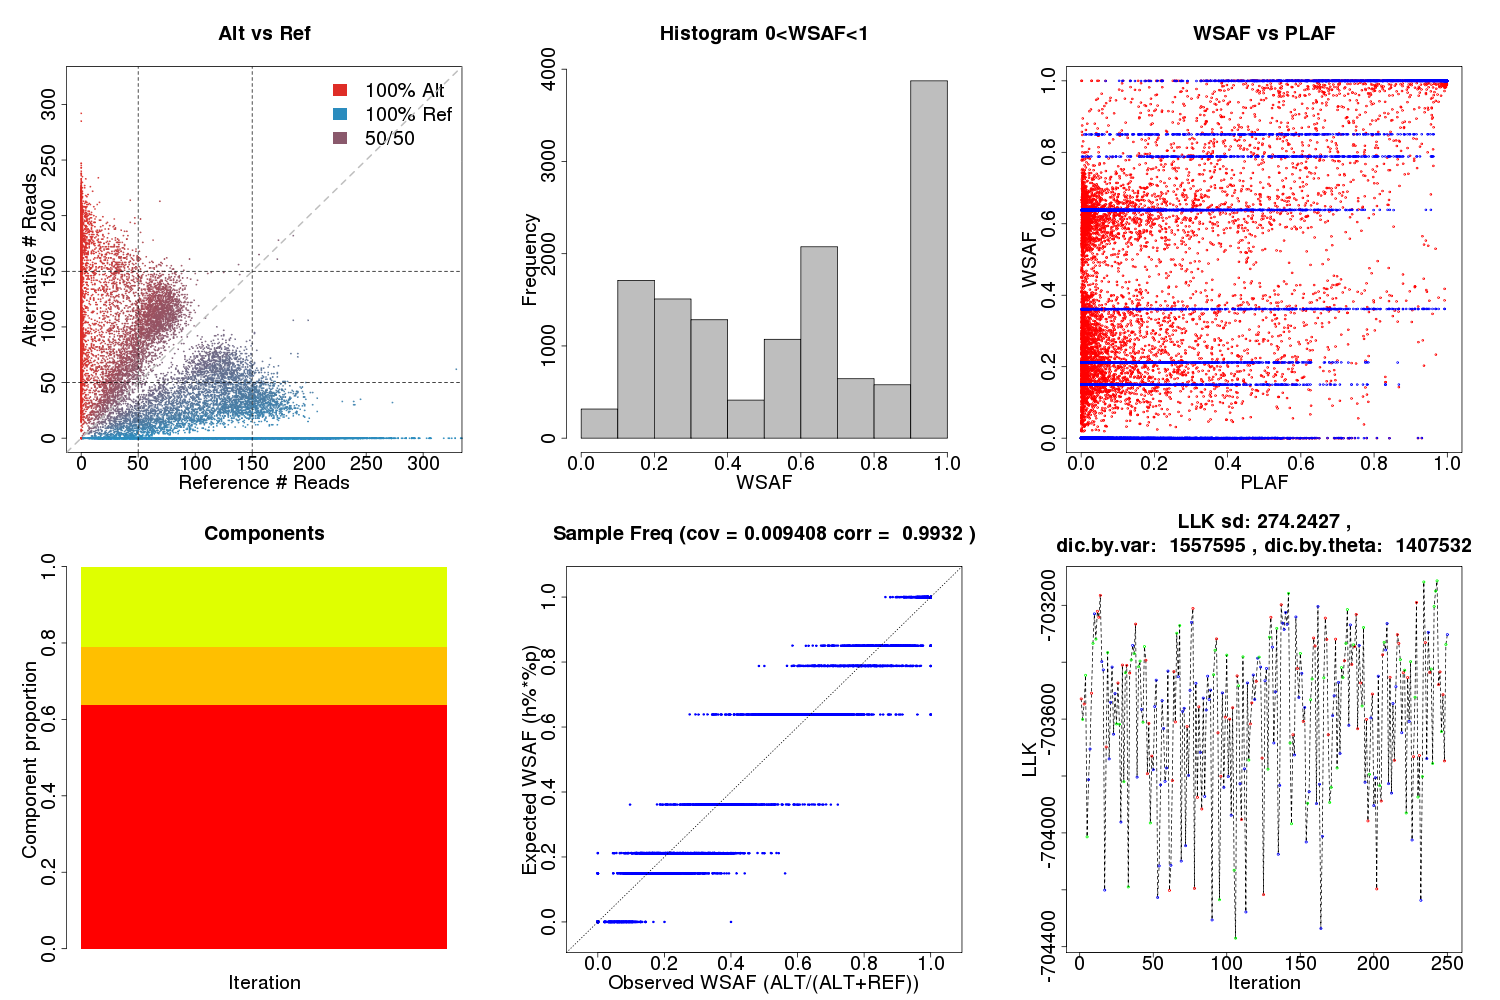 Alt vs Ref
Alternative # Reads
0 50 100 150 200 250 300
100% Alt
100% Ref
50/50
0 50 100 150 200 250 300
Reference # Reads
Histogram 0<WSAF<1
Frequency
0 1000 2000 3000 4000
0.0 0.2 0.4 0.6 0.8 1.0
WSAF
WSAF vs PLAF
WSAF
0.0 0.2 0.4 0.6 0.8 1.0
0.0 0.2 0.4 0.6 0.8 1.0
PLAF
Components
Component proportion
0.0 0.2 0.4 0.6 0.8 1.0
Iteration
Sample Freq (cov = 0.009408 corr = 0.9932 )
Expected WSAF (h%*%p)
0.0 0.2 0.4 0.6 0.8 1.0
0.0 0.2 0.4 0.6 0.8 1.0
Observed WSAF (ALT/(ALT+REF))
LLK sd: 274.2427 ,
dic.by.var: 1557595 , dic.by.theta: 1407532
LLK
-704400 -704000 -703600 -703200
0 50 100 150 200 250
Iteration